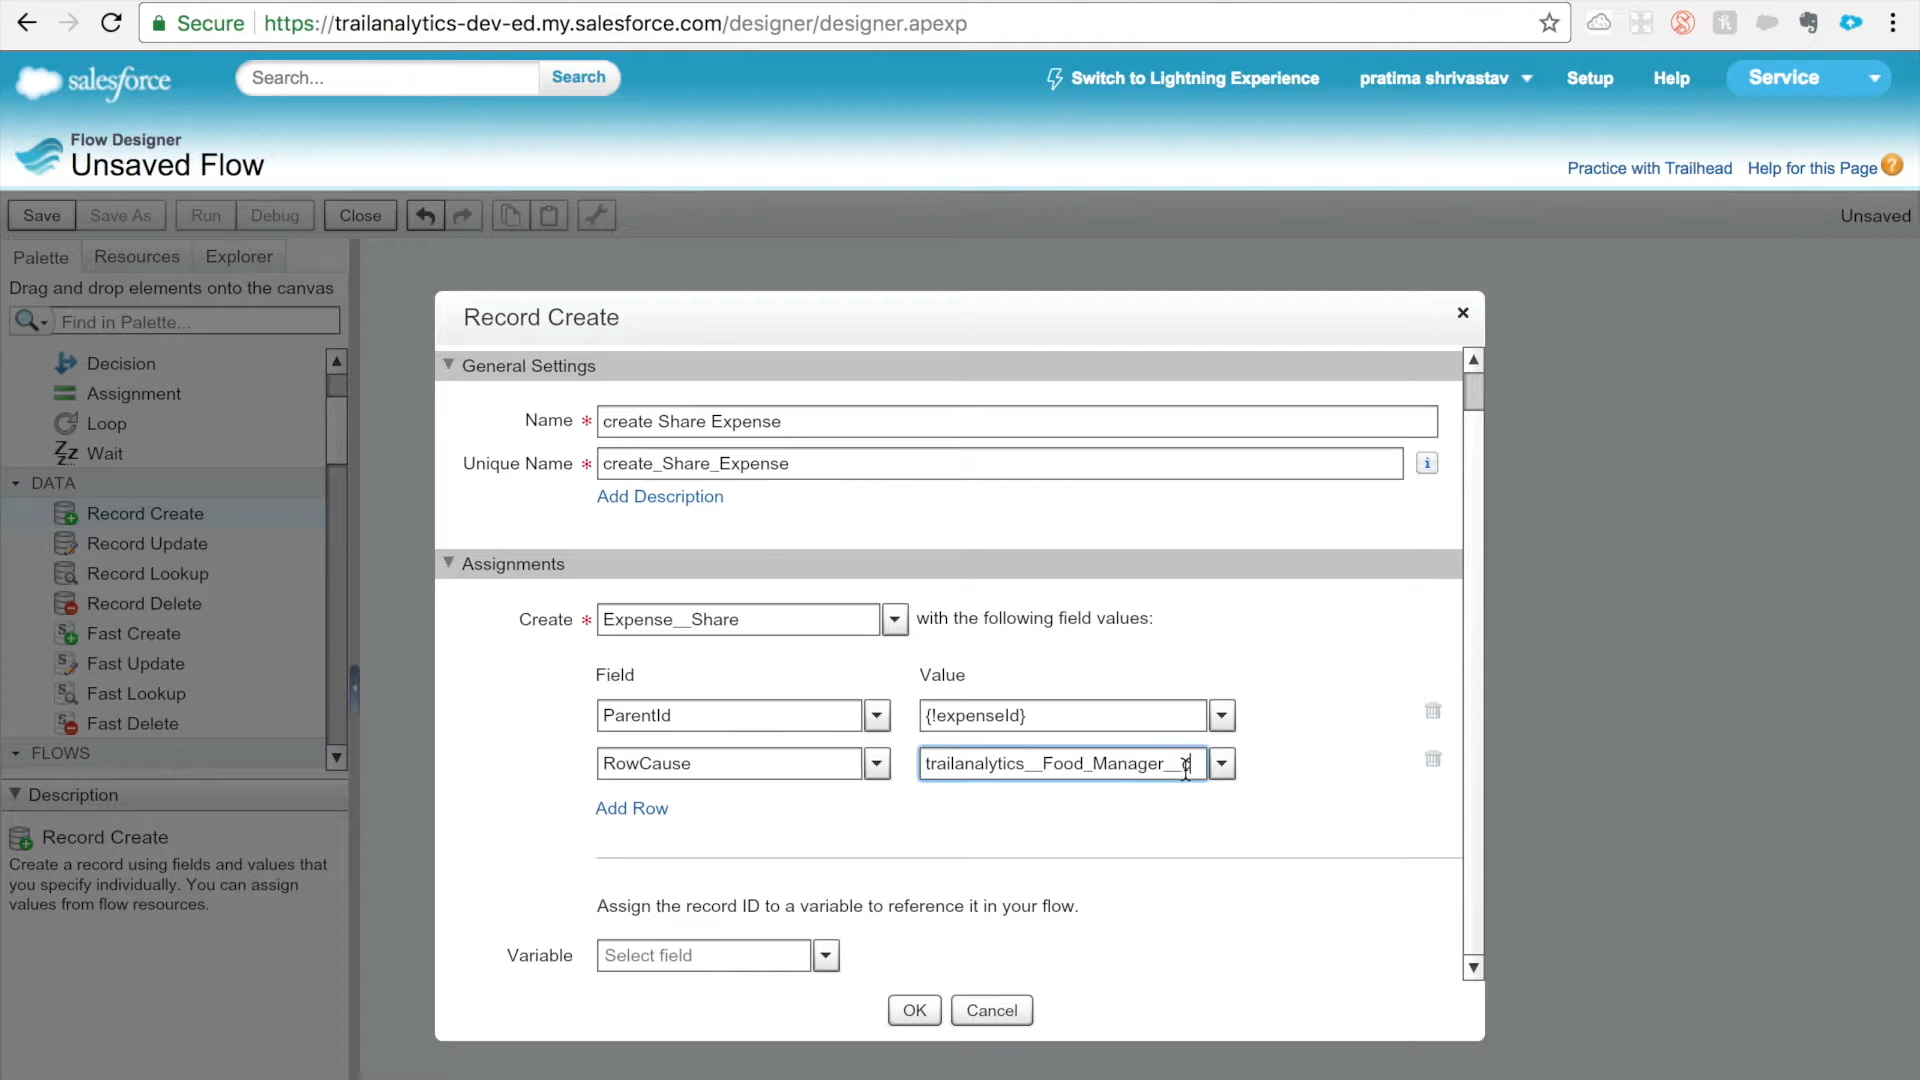 Secure https://trailanalytics-dev-ed.my.salesforce.com/designer/designer.apexp
salesforce Search... Search Switch to Lightning Experience pratima shrivastav Setup Help Service
Flow Designer
Unsaved Flow
Practice with Trailhead Help for this Page ?
Save Save As Run Debug Close Unsaved
Palette Resources Explorer
Drag and drop elements onto the canvas
Find in Palette...
Decision
Assignment
Loop
Wait
DATA
Record Create
Record Update
Record Lookup
Record Delete
Fast Create
Fast Update
Fast Lookup
Fast Delete
FLOWS
Description
Record Create
Create a record using fields and values that
you specify individually. You can assign
values from flow resources.
Record Create
General Settings
Name * create Share Expense
Unique Name * create_Share_Expense
Add Description
Assignments
Create * Expense__Share with the following field values:
Field Value
ParentId {!expenseId}
RowCause trailanalytics__Food_Manager__c
Add Row
Assign the record ID to a variable to reference it in your flow.
Variable Select field
OK Cancel